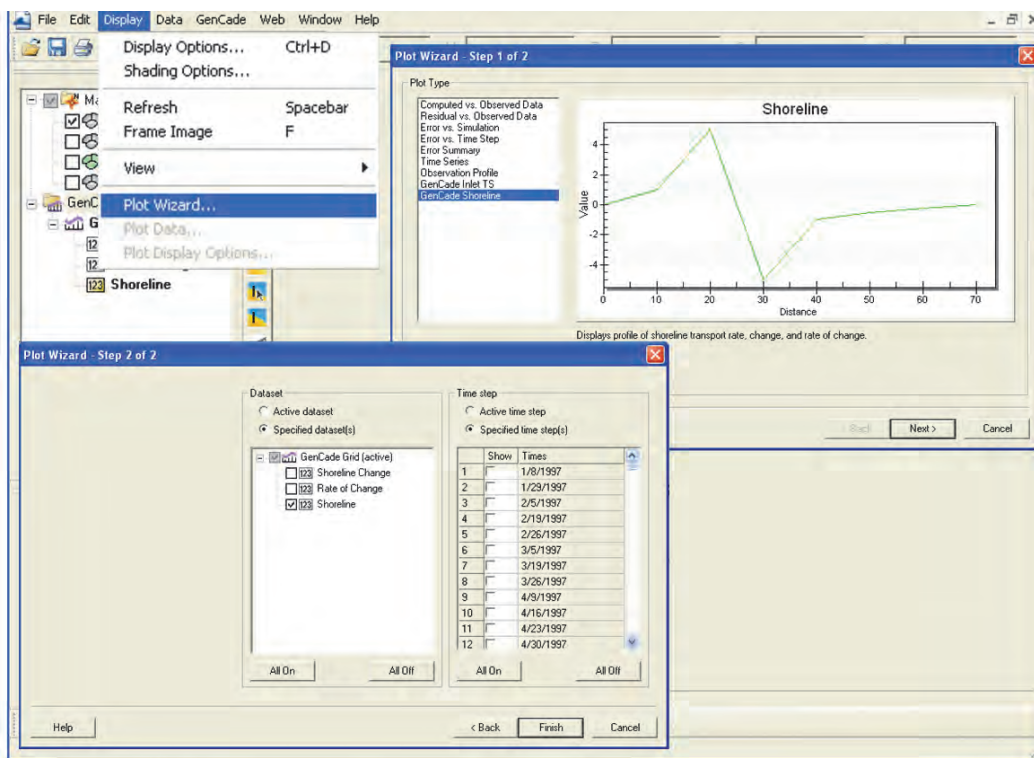 File Edit Display Data GenCade Web Window Help
Display Options... Ctrl+D
Shading Options...
Refresh Spacebar
Frame Image F
View
Plot Wizard...
Plot Data...
Plot Display Options...
GenC
G
Shoreline
Plot Wizard - Step 1 of 2
Plot Type
Computed vs. Observed Data
Residual vs. Observed Data
Error vs. Simulation
Error vs. Time Step
Error Summary
Time Series
Observation Profile
GenCade Inlet TS
GenCade Shoreline
Shoreline
Value
4
2
0
-2
-4
0 10 20 30 40 50 60 70
Distance
Displays profile of shoreline transport rate, change, and rate of change.
Back Next > Cancel
Plot Wizard - Step 2 of 2
Dataset
Active dataset
Specified dataset(s)
GenCade Grid (active)
123 Shoreline Change
123 Rate of Change
123 Shoreline
All On All Off
Time step
Active time step
Specified time step(s)
Show Times
1 1/8/1997
2 1/29/1997
3 2/5/1997
4 2/19/1997
5 2/26/1997
6 3/5/1997
7 3/19/1997
8 3/26/1997
9 4/9/1997
10 4/16/1997
11 4/23/1997
12 4/30/1997
All On All Off
Help < Back Finish Cancel